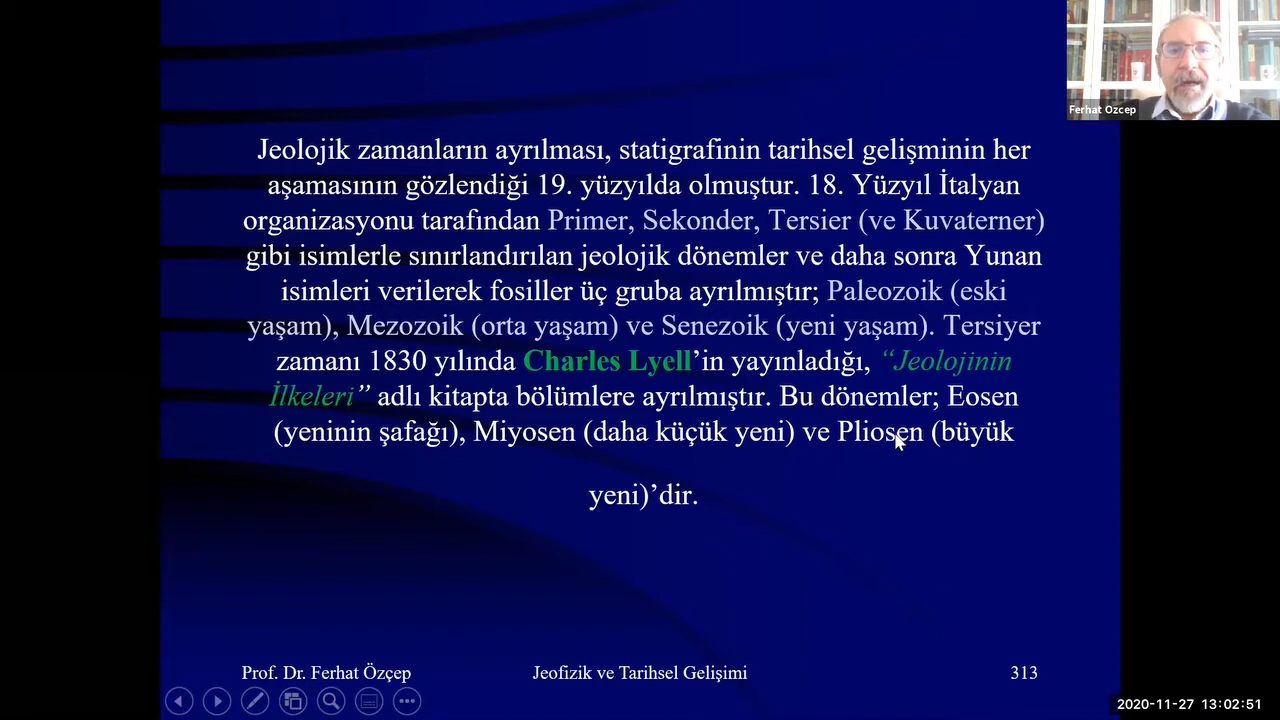 Ferhat Ozcep
Jeolojik zamanların ayrılması, statigrafinin tarihsel gelişminin her
aşamasının gözlendiği 19. yüzyılda olmuştur. 18. Yüzyıl İtalyan
organizasyonu tarafından Primer, Sekonder, Tersier (ve Kuvaterner)
gibi isimlerle sınırlandırılan jeolojik dönemler ve daha sonra Yunan
isimleri verilerek fosiller üç gruba ayrılmıştır; Paleozoik (eski
yaşam), Mezozoik (orta yaşam) ve Senezoik (yeni yaşam). Tersiyer
zamanı 1830 yılında Charles Lyell’in yayınladığı, “Jeolojinin
İlkeleri” adlı kitapta bölümlere ayrılmıştır. Bu dönemler; Eosen
(yeninin şafağı), Miyosen (daha küçük yeni) ve Pliosen (büyük
yeni)’dir.
Prof. Dr. Ferhat Özçep Jeofizik ve Tarihsel Gelişimi 313
2020-11-27 13:02:51